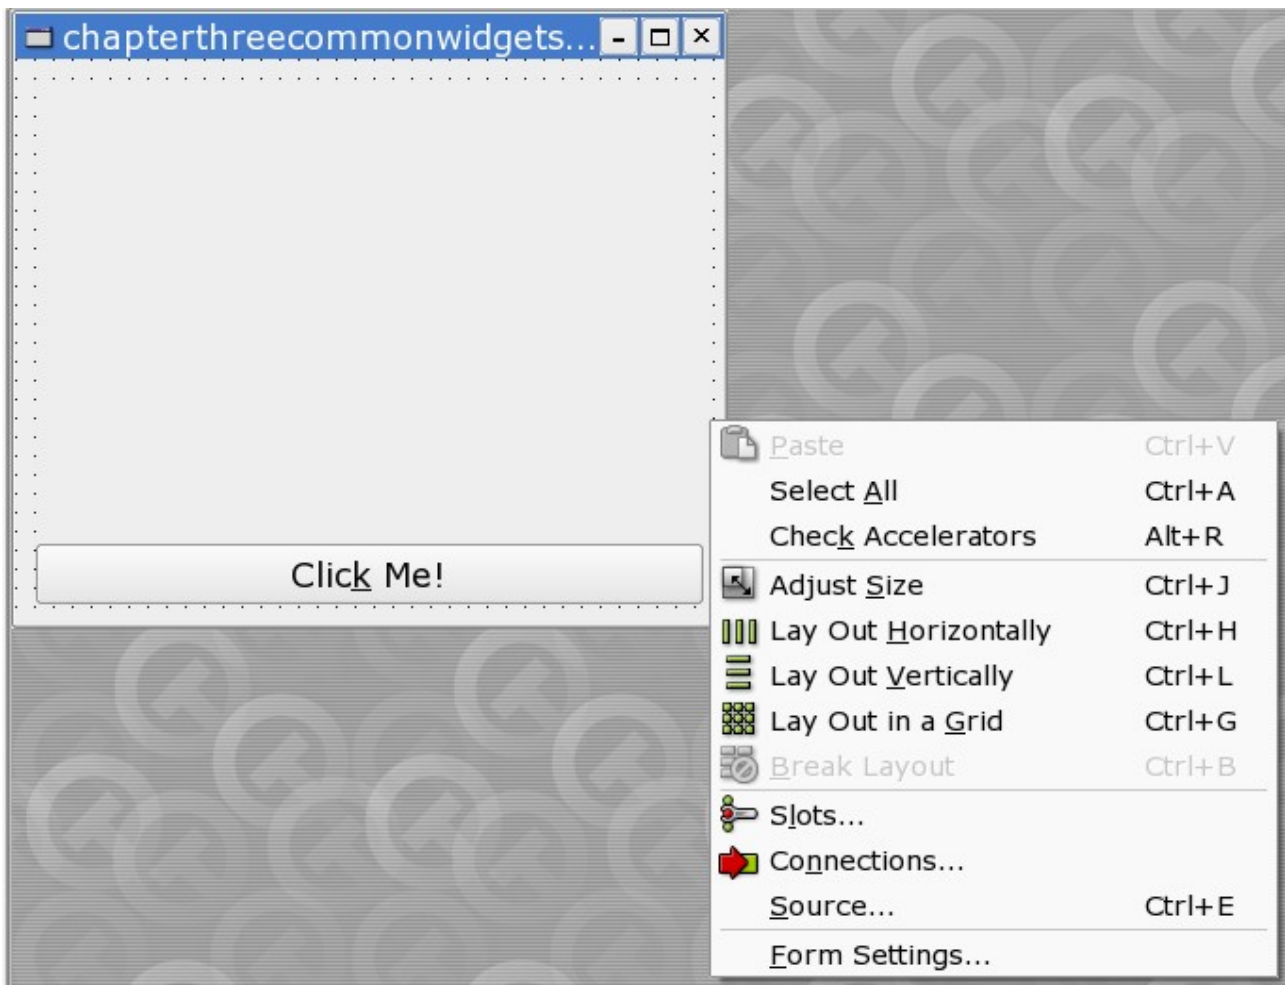 chapterthreecommonwidgets...
Click Me!
Paste Ctrl+V
Select All Ctrl+A
Check Accelerators Alt+R
Adjust Size Ctrl+J
Lay Out Horizontally Ctrl+H
Lay Out Vertically Ctrl+L
Lay Out in a Grid Ctrl+G
Break Layout Ctrl+B
Slots...
Connections...
Source... Ctrl+E
Form Settings...